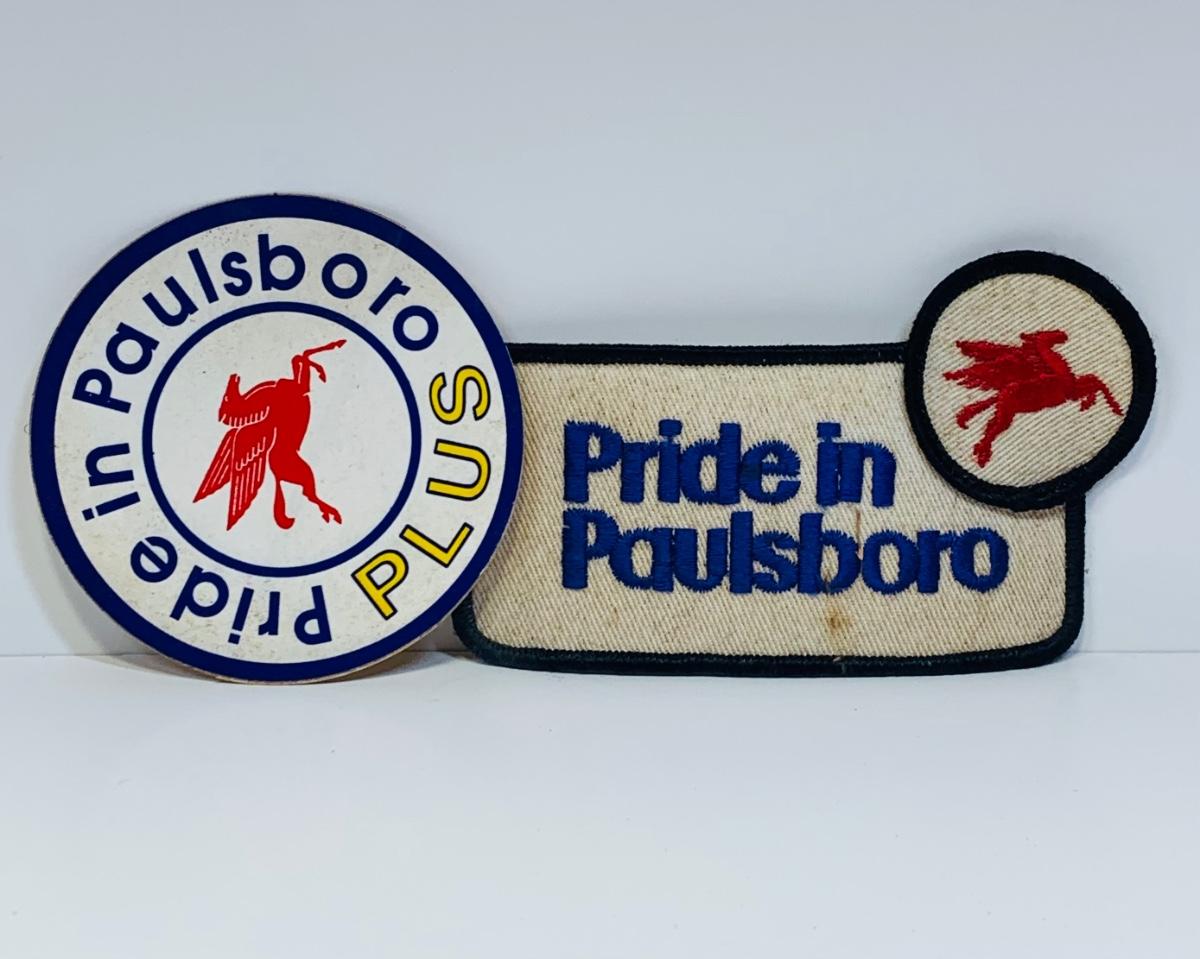 Pride in Paulsboro
PLUS
Pride in
Paulsboro